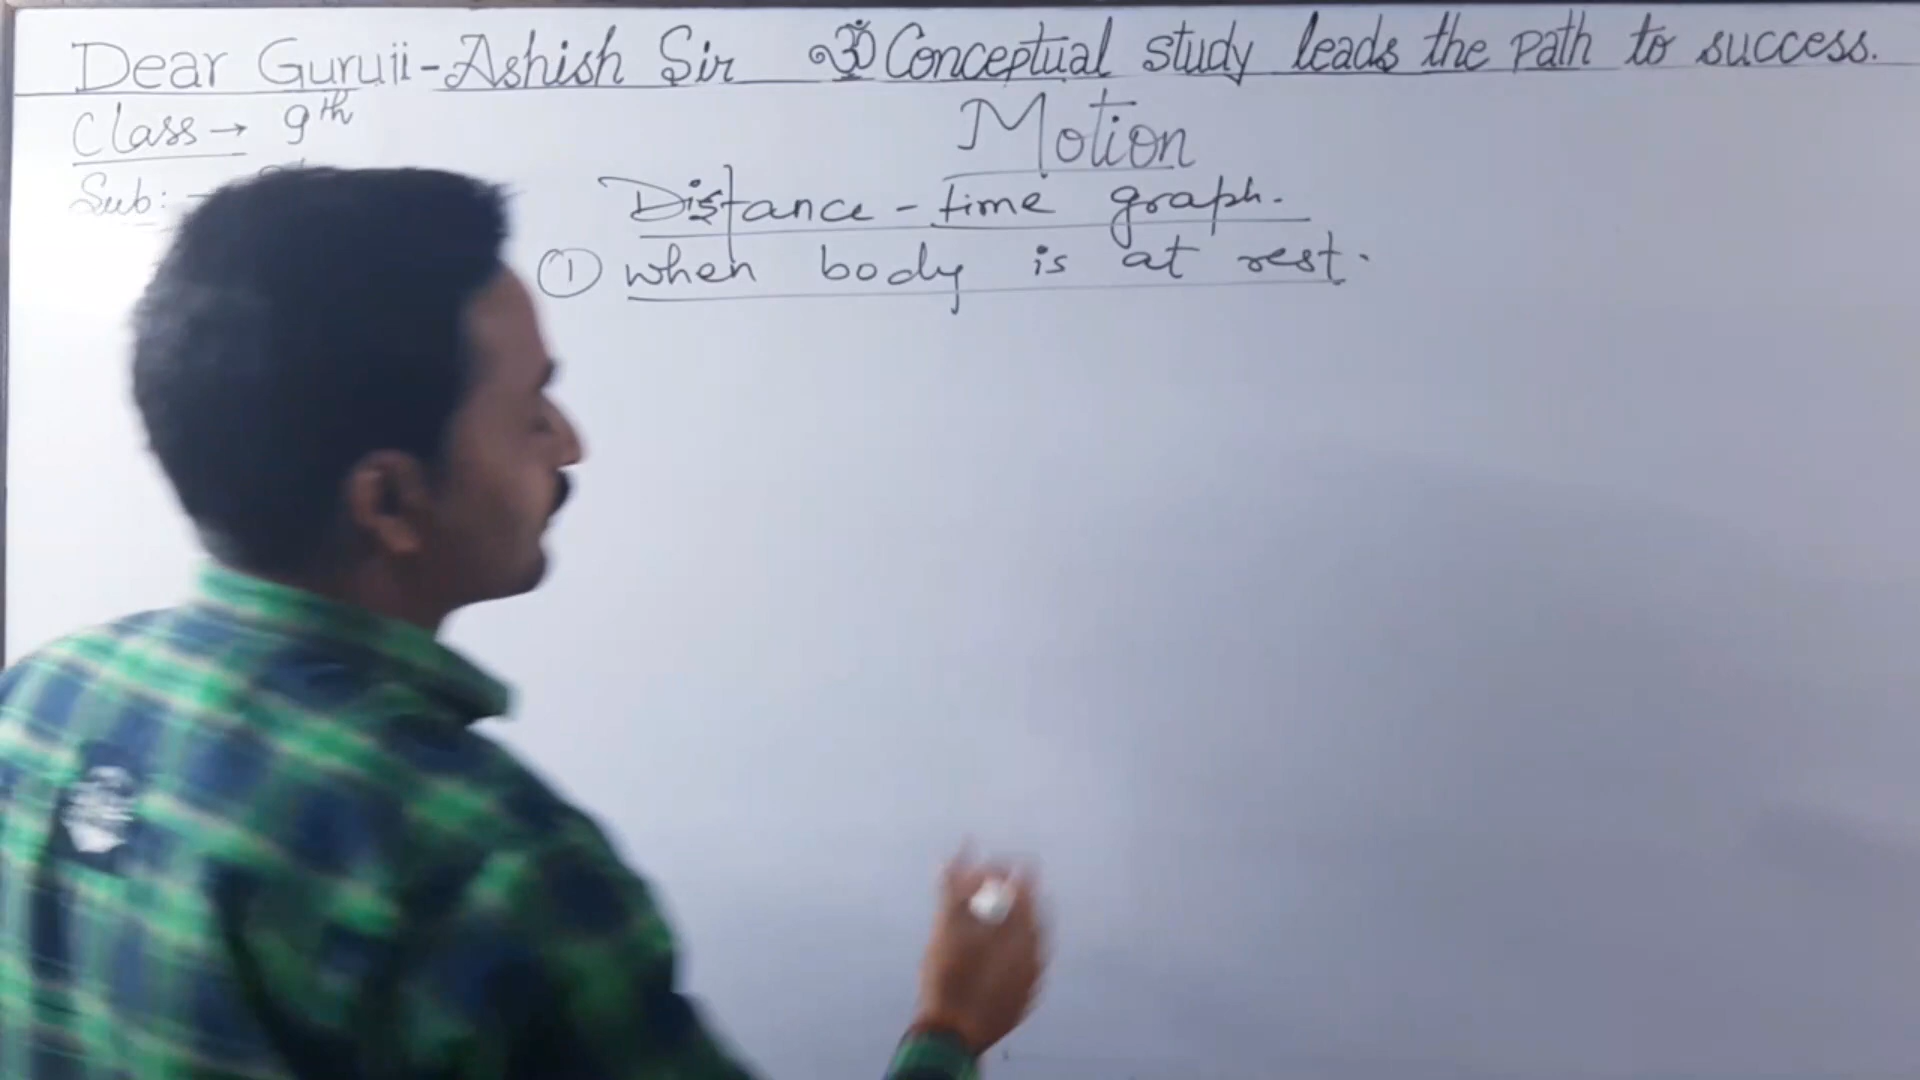 Dear Guruji-Ashish Sir ॐ Conceptual study leads the path to success.
Class → 9th
Motion
Sub:
Distance-time graph.
① when body is at rest.